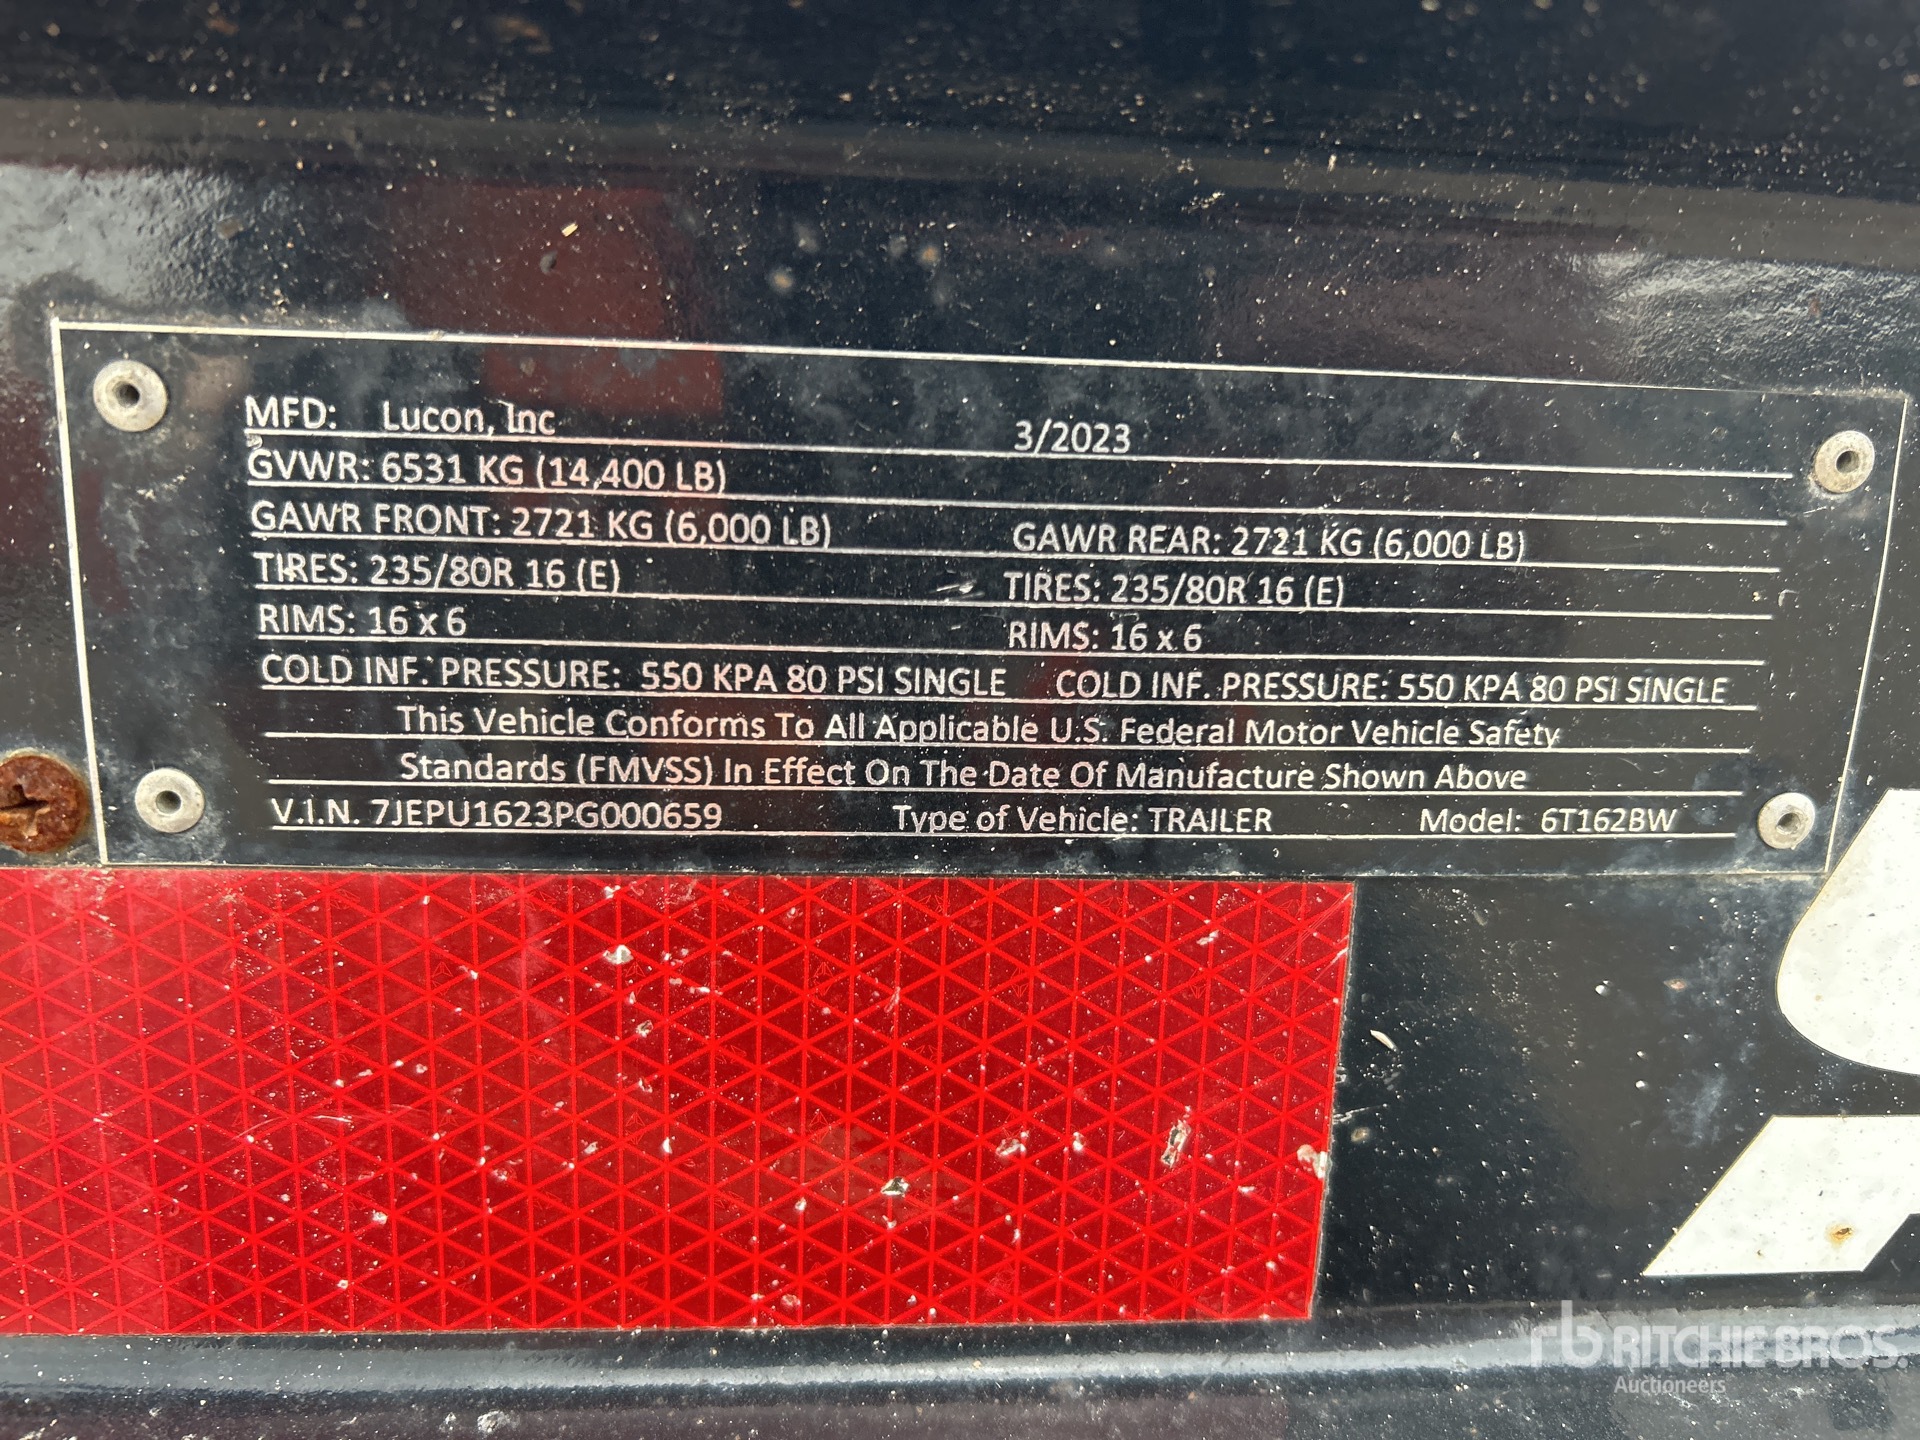 MFD: Lucon, Inc 3/2023
GVWR: 6531 KG (14,400 LB)
GAWR FRONT: 2721 KG (6,000 LB) GAWR REAR: 2721 KG (6,000 LB)
TIRES: 235/80R 16 (E) TIRES: 235/80R 16 (E)
RIMS: 16 x 6 RIMS: 16 x 6
COLD INF. PRESSURE: 550 KPA 80 PSI SINGLE COLD INF. PRESSURE: 550 KPA 80 PSI SINGLE
This Vehicle Conforms To All Applicable U.S. Federal Motor Vehicle Safety
Standards (FMVSS) In Effect On The Date Of Manufacture Shown Above
V.I.N. 7JEPU1623PG000659 Type of Vehicle: TRAILER Model: 6T162BW
rb RITCHIE BROS.
Auctioneers